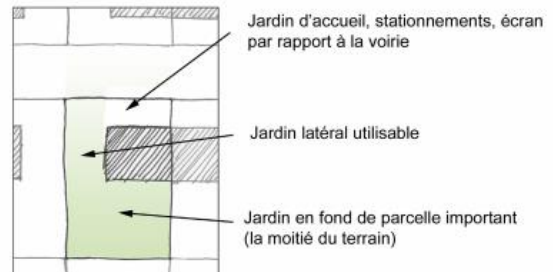 Jardin d’accueil, stationnements, écran
par rapport à la voirie
Jardin latéral utilisable
Jardin en fond de parcelle important
(la moitié du terrain)